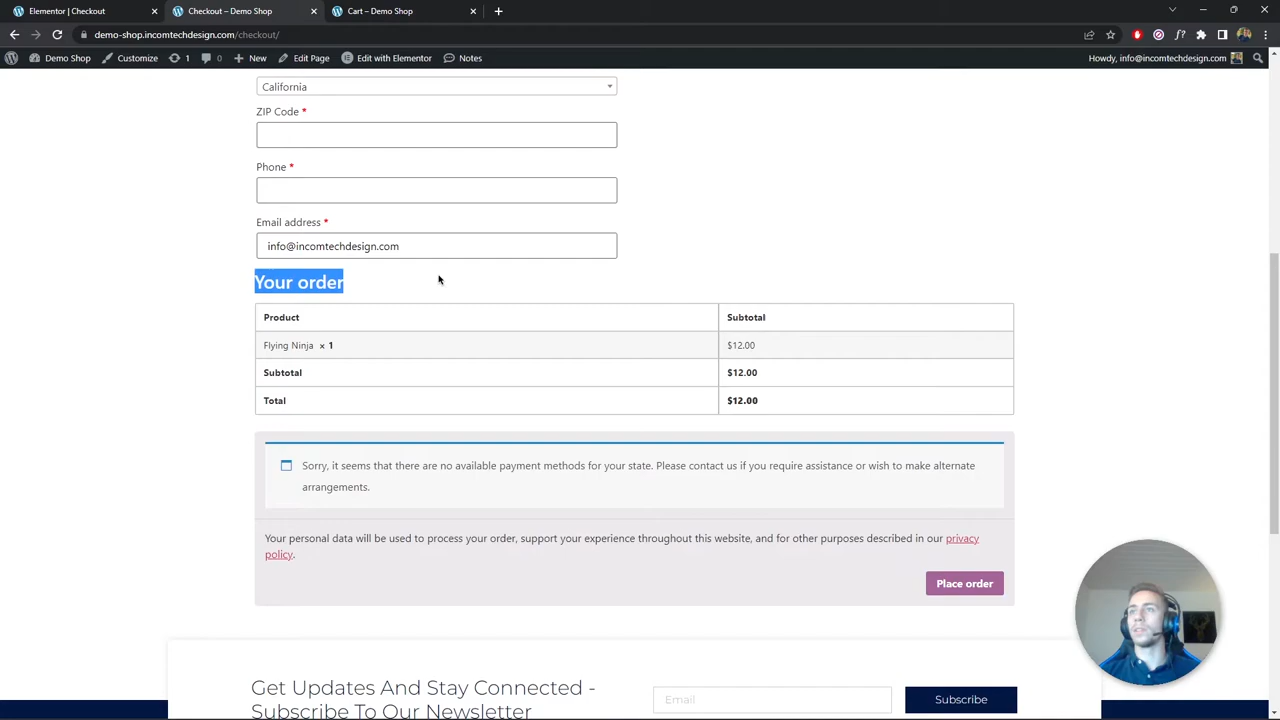 Elementor | Checkout
Checkout – Demo Shop
Cart – Demo Shop
demo-shop.incomtechdesign.com/checkout/
Demo Shop
Customize
1
0
New
Edit Page
Edit with Elementor
Notes
Howdy, info@incomtechdesign.com
California
ZIP Code *
Phone *
Email address *
info@incomtechdesign.com
Your order
Product Subtotal
Flying Ninja × 1 $12.00
Subtotal $12.00
Total $12.00
Sorry, it seems that there are no available payment methods for your state. Please contact us if you require assistance or wish to make alternate
arrangements.
Your personal data will be used to process your order, support your experience throughout this website, and for other purposes described in our privacy
policy.
Place order
Get Updates And Stay Connected -
Subscribe To Our Newsletter
Email
Subscribe